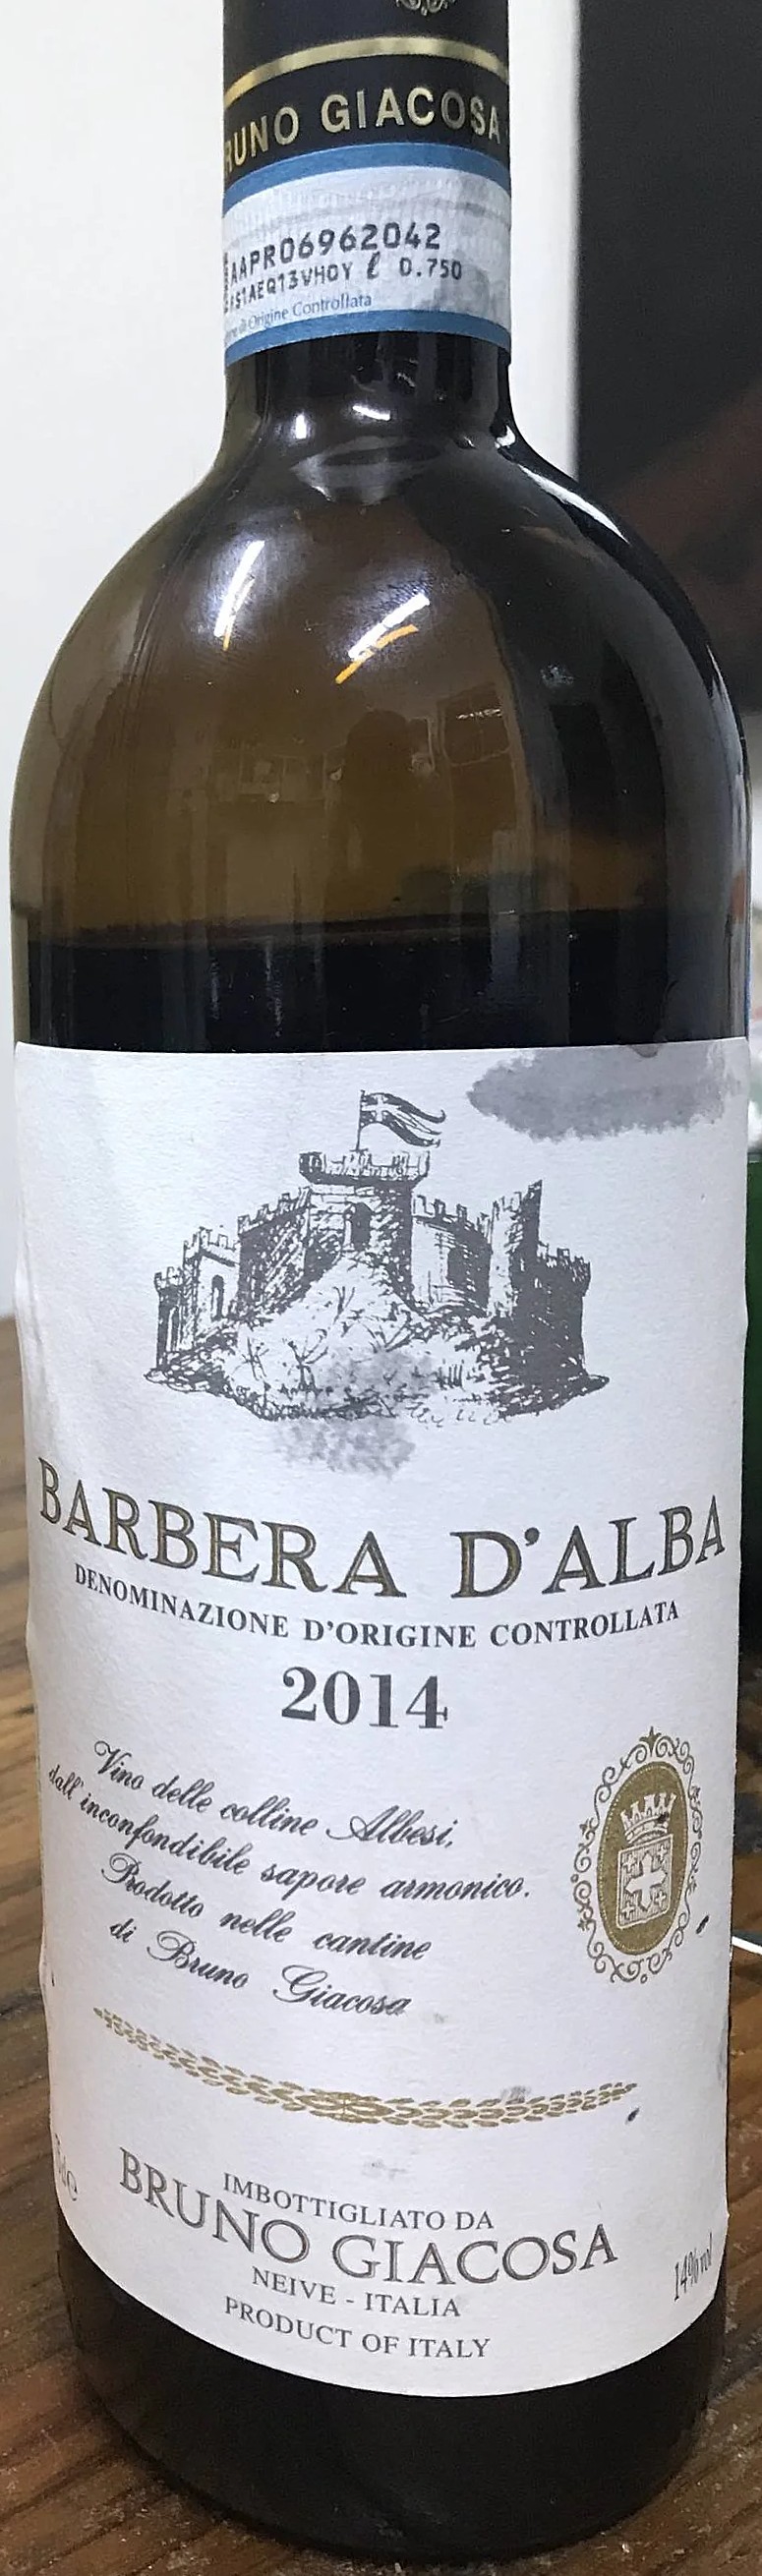 BRUNO GIACOSA
AAPR06962042
S1AEQ13VHOY ℓ 0.750
di Origine Controllata
BARBERA D'ALBA
DENOMINAZIONE D'ORIGINE CONTROLLATA
2014
Vino delle colline Albesi,
dall'inconfondibile sapore armonico.
Prodotto nelle cantine
di Bruno Giacosa
IMBOTTIGLIATO DA
BRUNO GIACOSA
NEIVE - ITALIA
PRODUCT OF ITALY
14% vol